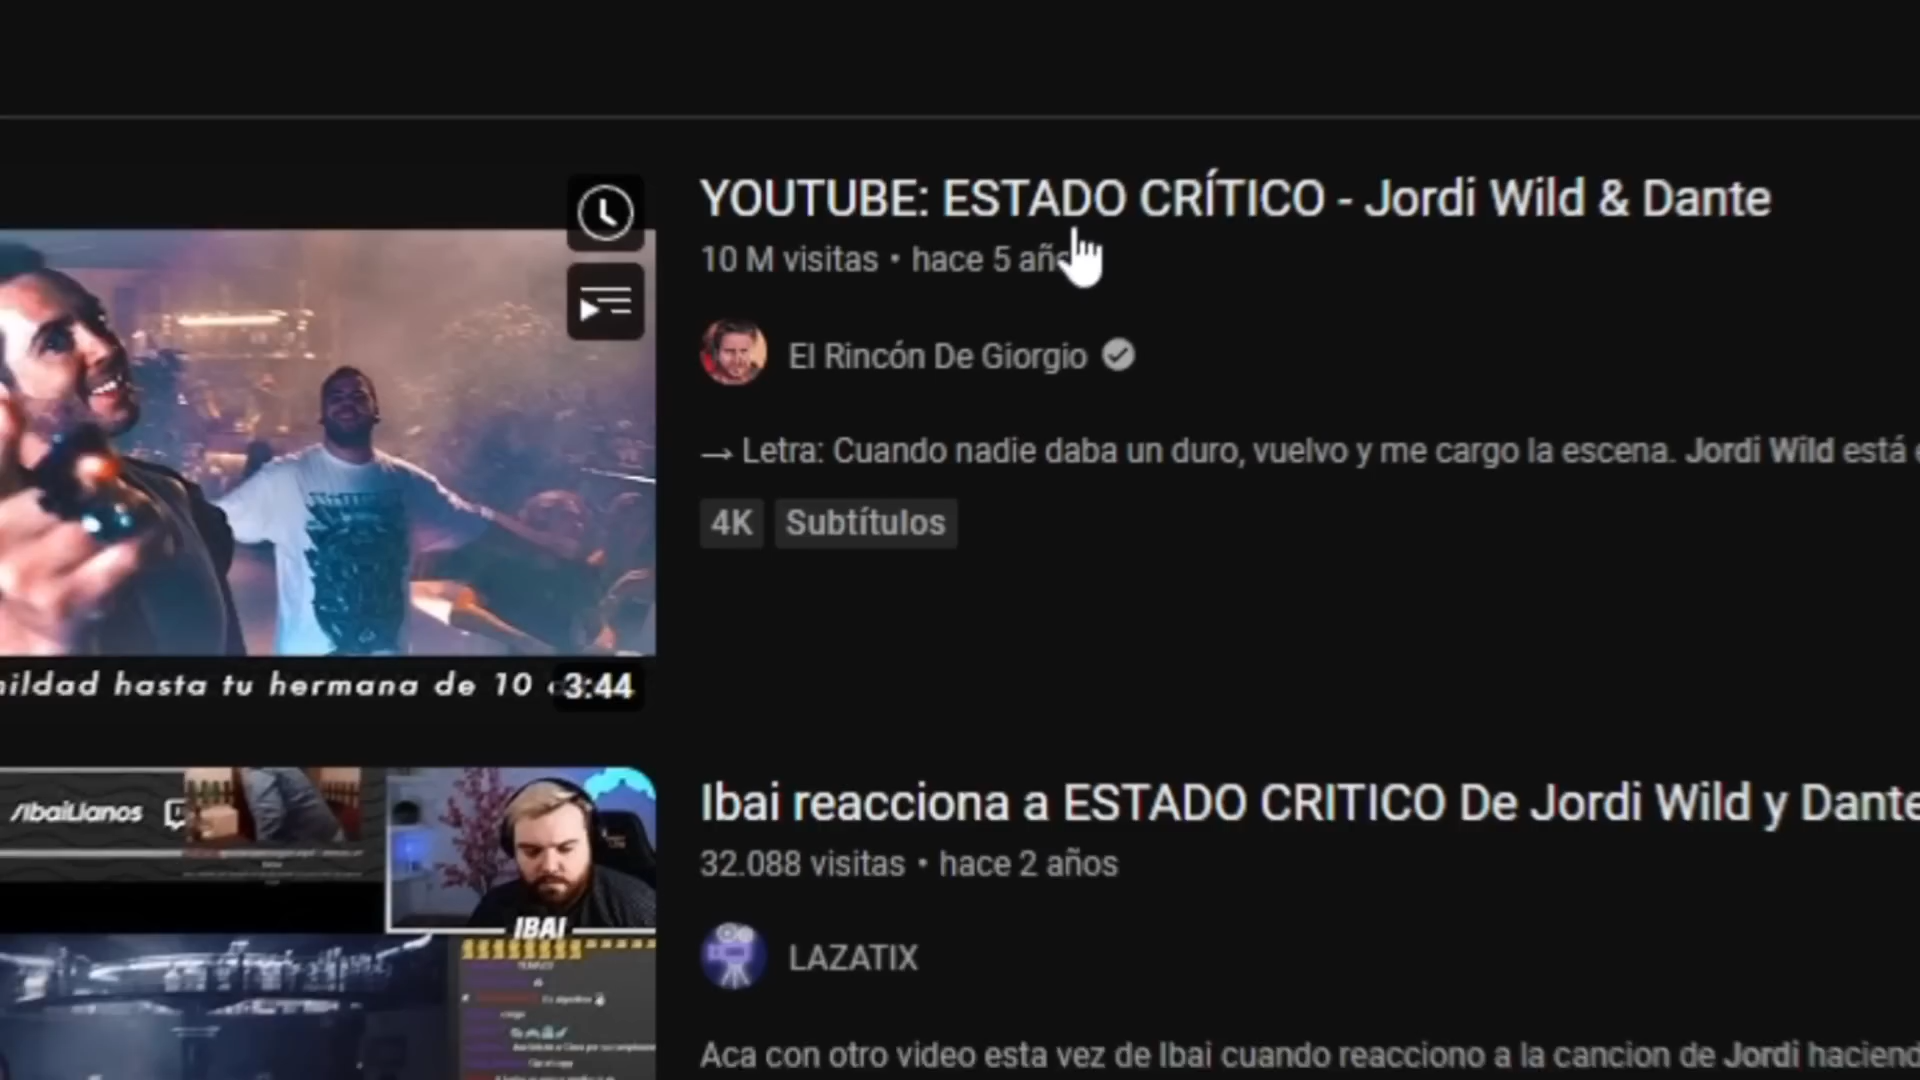 YOUTUBE: ESTADO CRÍTICO - Jordi Wild & Dante
10 M visitas • hace 5
El Rincón De Giorgio
→ Letra: Cuando nadie daba un duro, vuelvo y me cargo la escena. Jordi Wild está
4K Subtítulos
hasta tu hermana de 10
3:44
/IbaiLlanos
IBAI
Ibai reacciona a ESTADO CRITICO De Jordi Wild y Dante
32.088 visitas • hace 2 años
LAZATIX
Aca con otro video esta vez de Ibai cuando reacciono a la cancion de Jordi